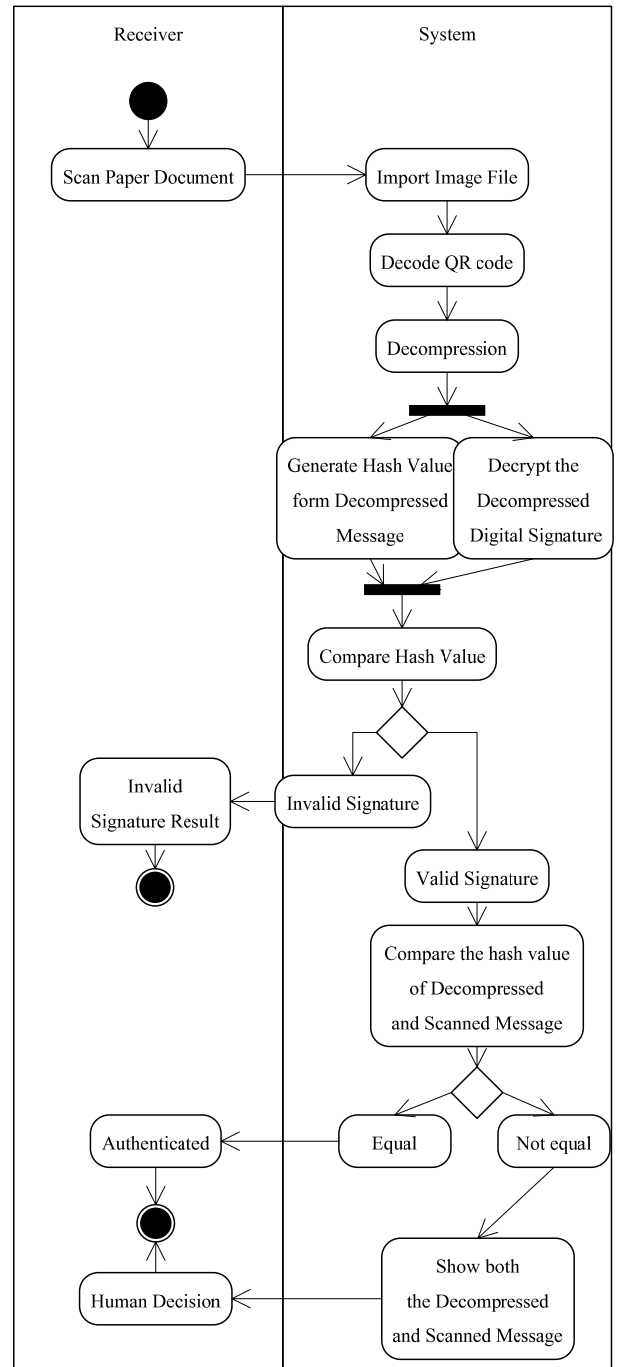 Receiver
System
Scan Paper Document
Import Image File
Decode QR code
Decompression
Generate Hash Value
form Decompressed
Message
Decrypt the
Decompressed
Digital Signature
Compare Hash Value
Invalid
Signature Result
Invalid Signature
Valid Signature
Compare the hash value
of Decompressed
and Scanned Message
Authenticated
Equal
Not equal
Human Decision
Show both
the Decompressed
and Scanned Message